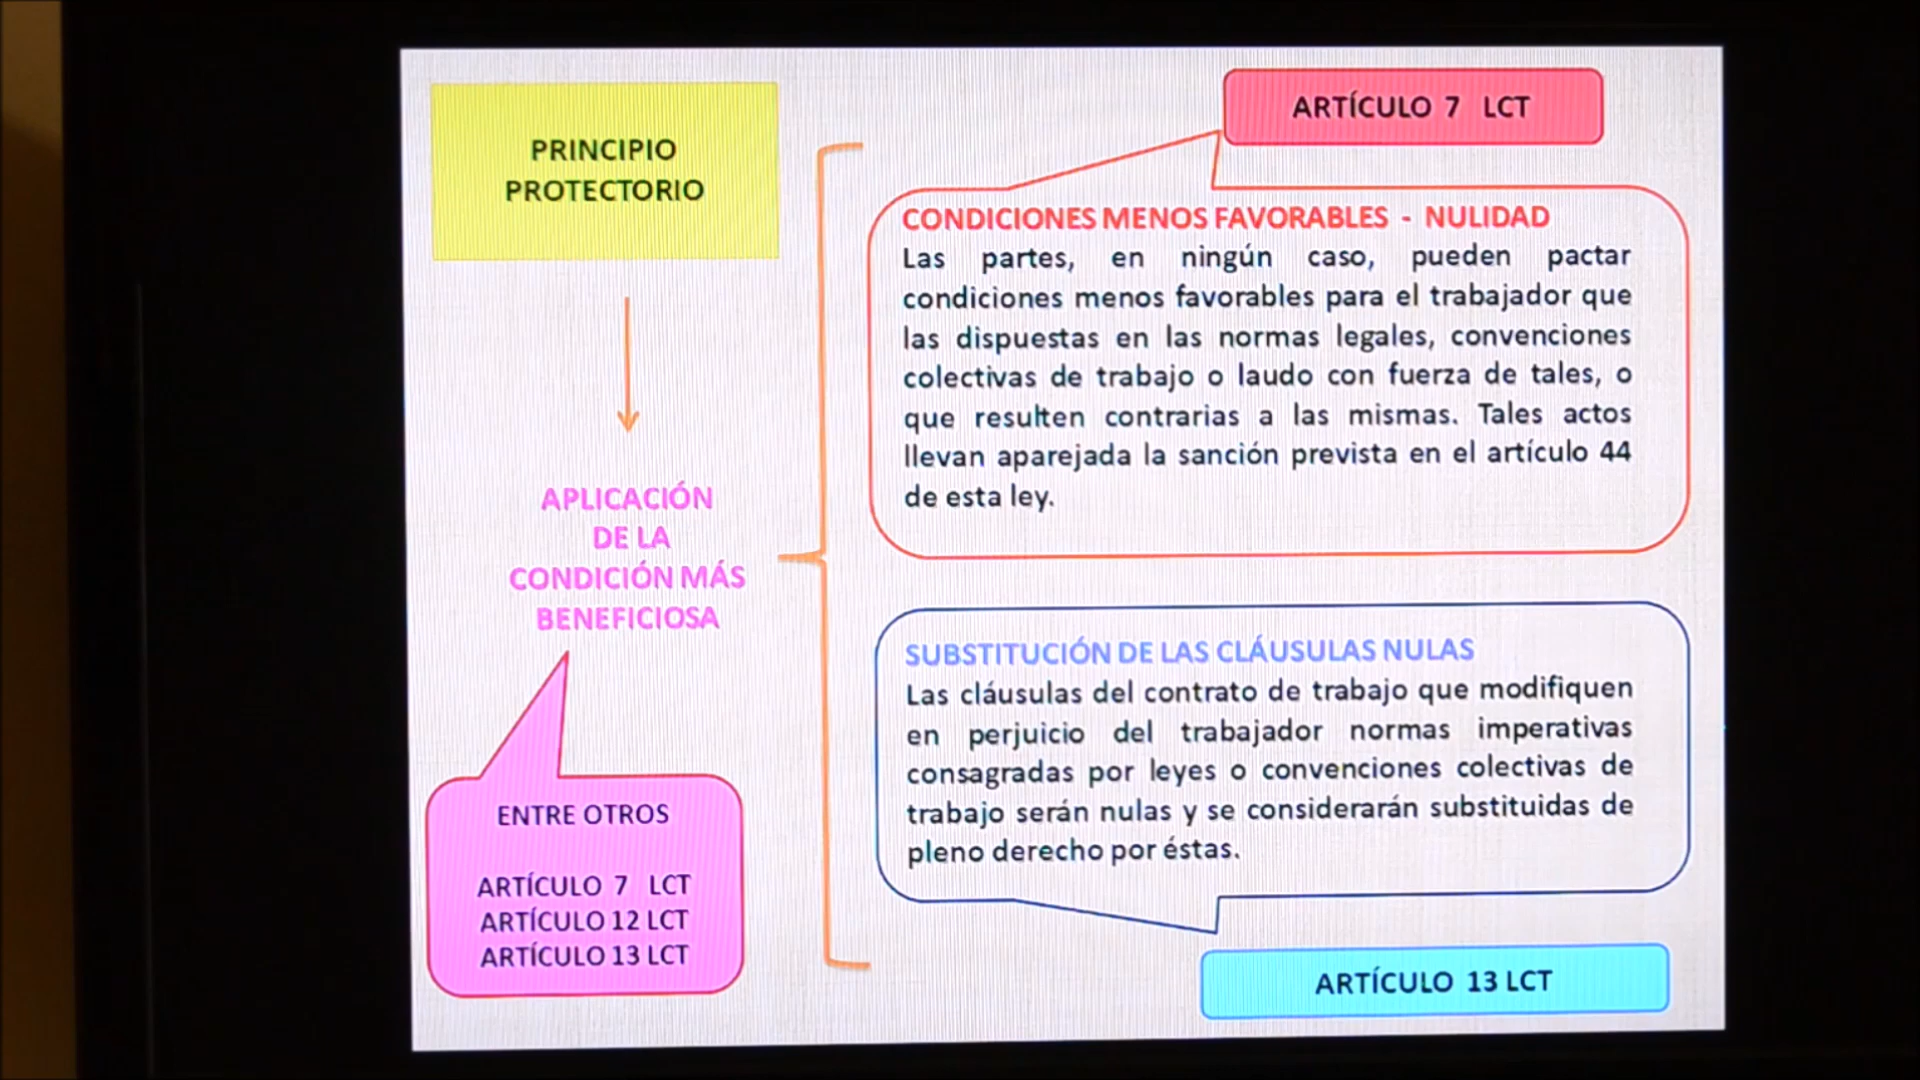 PRINCIPIO
PROTECTORIO
APLICACIÓN
DE LA
CONDICIÓN MÁS
BENEFICIOSA
ENTRE OTROS
ARTÍCULO 7 LCT
ARTÍCULO 12 LCT
ARTÍCULO 13 LCT
ARTÍCULO 7 LCT
CONDICIONES MENOS FAVORABLES - NULIDAD
Las partes, en ningún caso, pueden pactar
condiciones menos favorables para el trabajador que
las dispuestas en las normas legales, convenciones
colectivas de trabajo o laudo con fuerza de tales, o
que resulten contrarias a las mismas. Tales actos
llevan aparejada la sanción prevista en el artículo 44
de esta ley.
SUBSTITUCIÓN DE LAS CLÁUSULAS NULAS
Las cláusulas del contrato de trabajo que modifiquen
en perjuicio del trabajador normas imperativas
consagradas por leyes o convenciones colectivas de
trabajo serán nulas y se considerarán substituidas de
pleno derecho por éstas.
ARTÍCULO 13 LCT